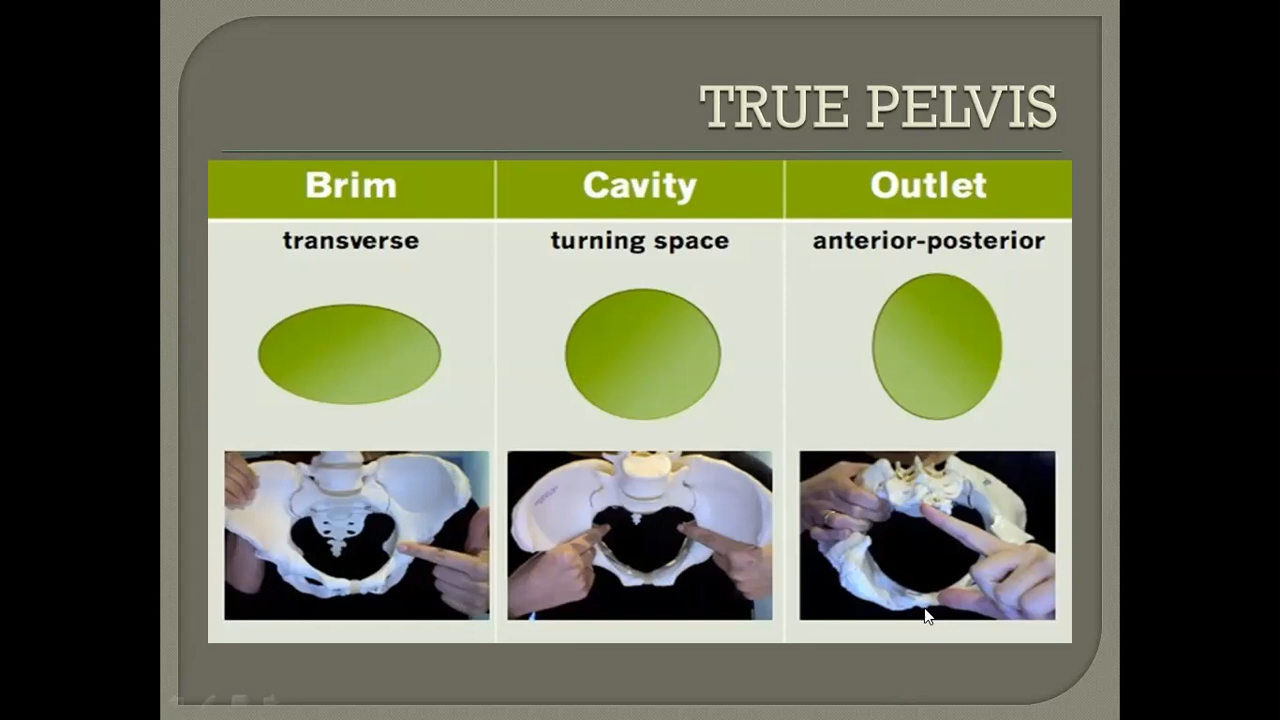 TRUE PELVIS
Brim
Cavity
Outlet
transverse
turning space
anterior-posterior